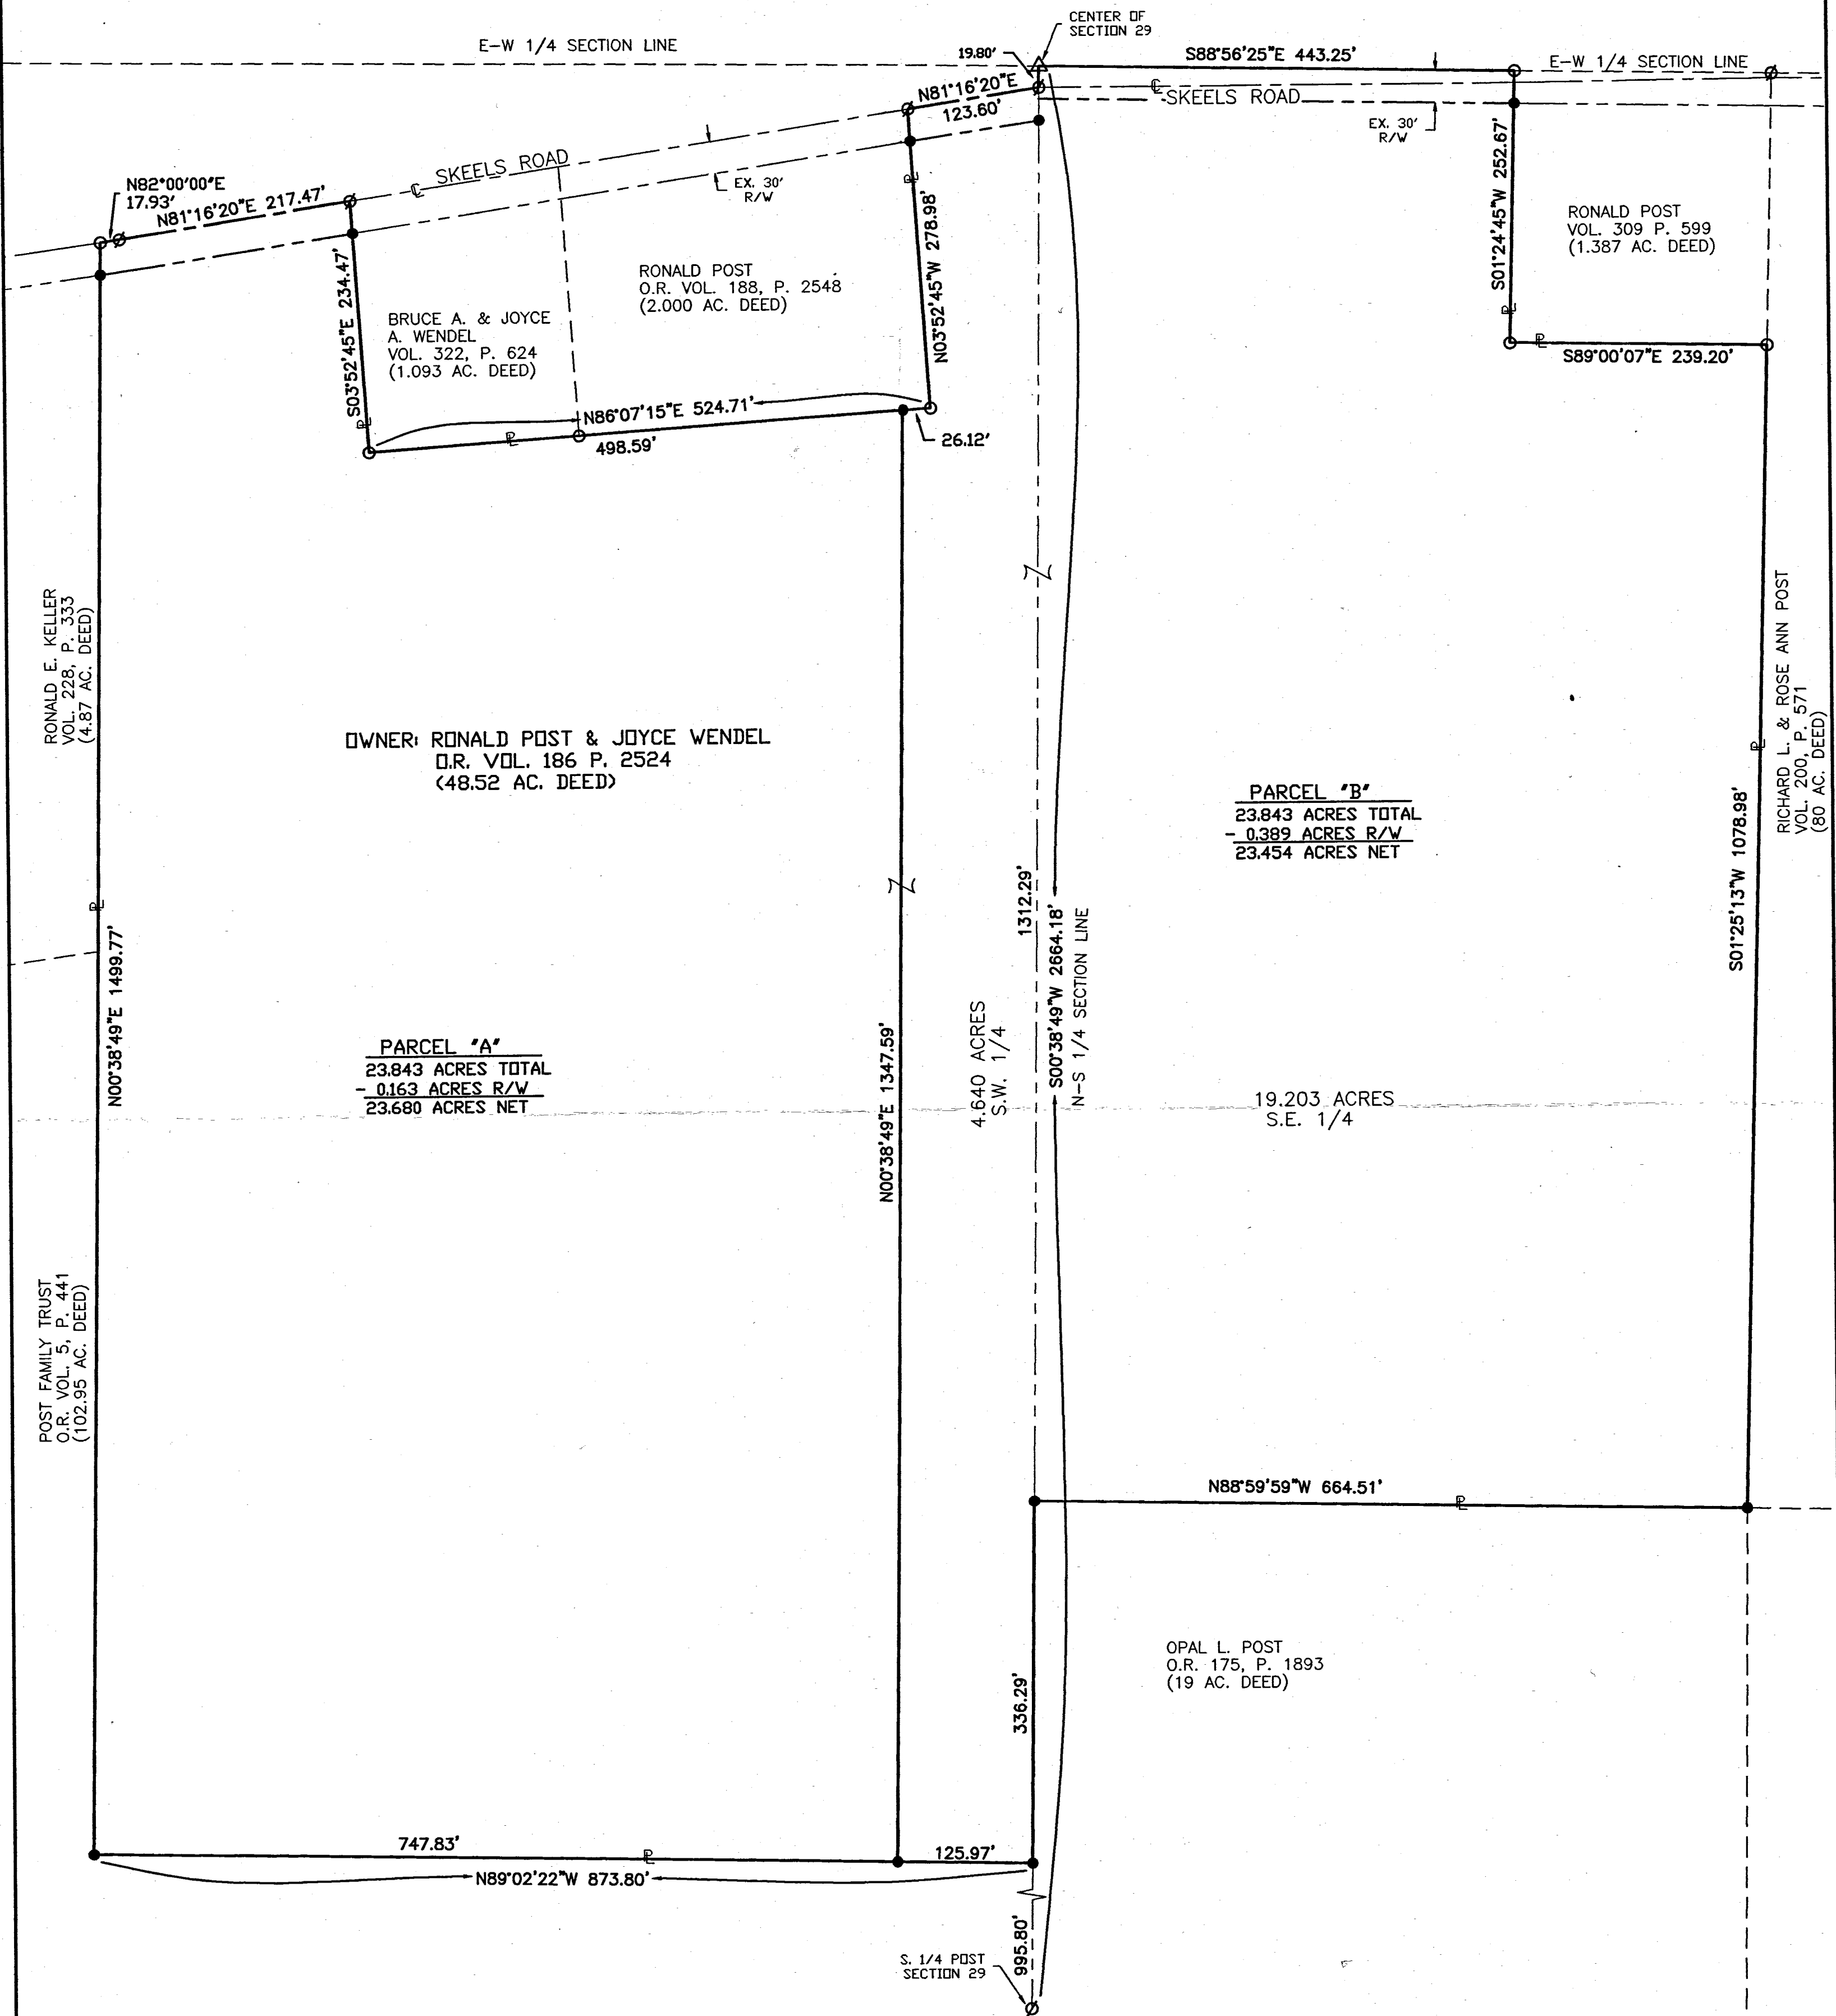 CENTER OF
SECTION 29
E-W 1/4 SECTION LINE
19.80'
S88°56'25"E 443.25'
E-W 1/4 SECTION LINE
N81°16'20"E
123.60'
SKEELS ROAD
EX. 30'
R/W
SKEELS ROAD
EX. 30'
R/W
N82°00'00"E
17.93'
N81°16'20"E 217.47'
S01°24'45"W 252.67'
RONALD POST
VOL. 309 P. 599
(1.387 AC. DEED)
S03°52'45"E 234.47'
BRUCE A. & JOYCE
A. WENDEL
VOL. 322, P. 624
(1.093 AC. DEED)
RONALD POST
O.R. VOL. 188, P. 2548
(2.000 AC. DEED)
N03°52'45"W 278.98'
S89°00'07"E 239.20'
N86°07'15"E 524.71'
498.59'
26.12'
RONALD E. KELLER
VOL. 228, P. 333
(4.87 AC. DEED)
OWNER: RONALD POST & JOYCE WENDEL
O.R. VOL. 186 P. 2524
(48.52 AC. DEED)
PARCEL "B"
23.843 ACRES TOTAL
- 0.389 ACRES R/W
23.454 ACRES NET
RICHARD L. & ROSE ANN POST
VOL. 200, P. 571
(80 AC. DEED)
S01°25'13"W 1078.98'
N00°38'49"E 1499.77'
1312.29'
S00°38'49"W 2664.18'
N-S 1/4 SECTION LINE
4.640 ACRES
S.W. 1/4
N00°38'49"E 1347.59'
PARCEL "A"
23.843 ACRES TOTAL
- 0.163 ACRES R/W
23.680 ACRES NET
19.203 ACRES
S.E. 1/4
POST FAMILY TRUST
O.R. VOL. 5, P. 441
(102.95 AC. DEED)
N88°59'59"W 664.51'
OPAL L. POST
O.R. 175, P. 1893
(19 AC. DEED)
336.29'
747.83'
125.97'
N89°02'22"W 873.80'
995.80'
S. 1/4 POST
SECTION 29